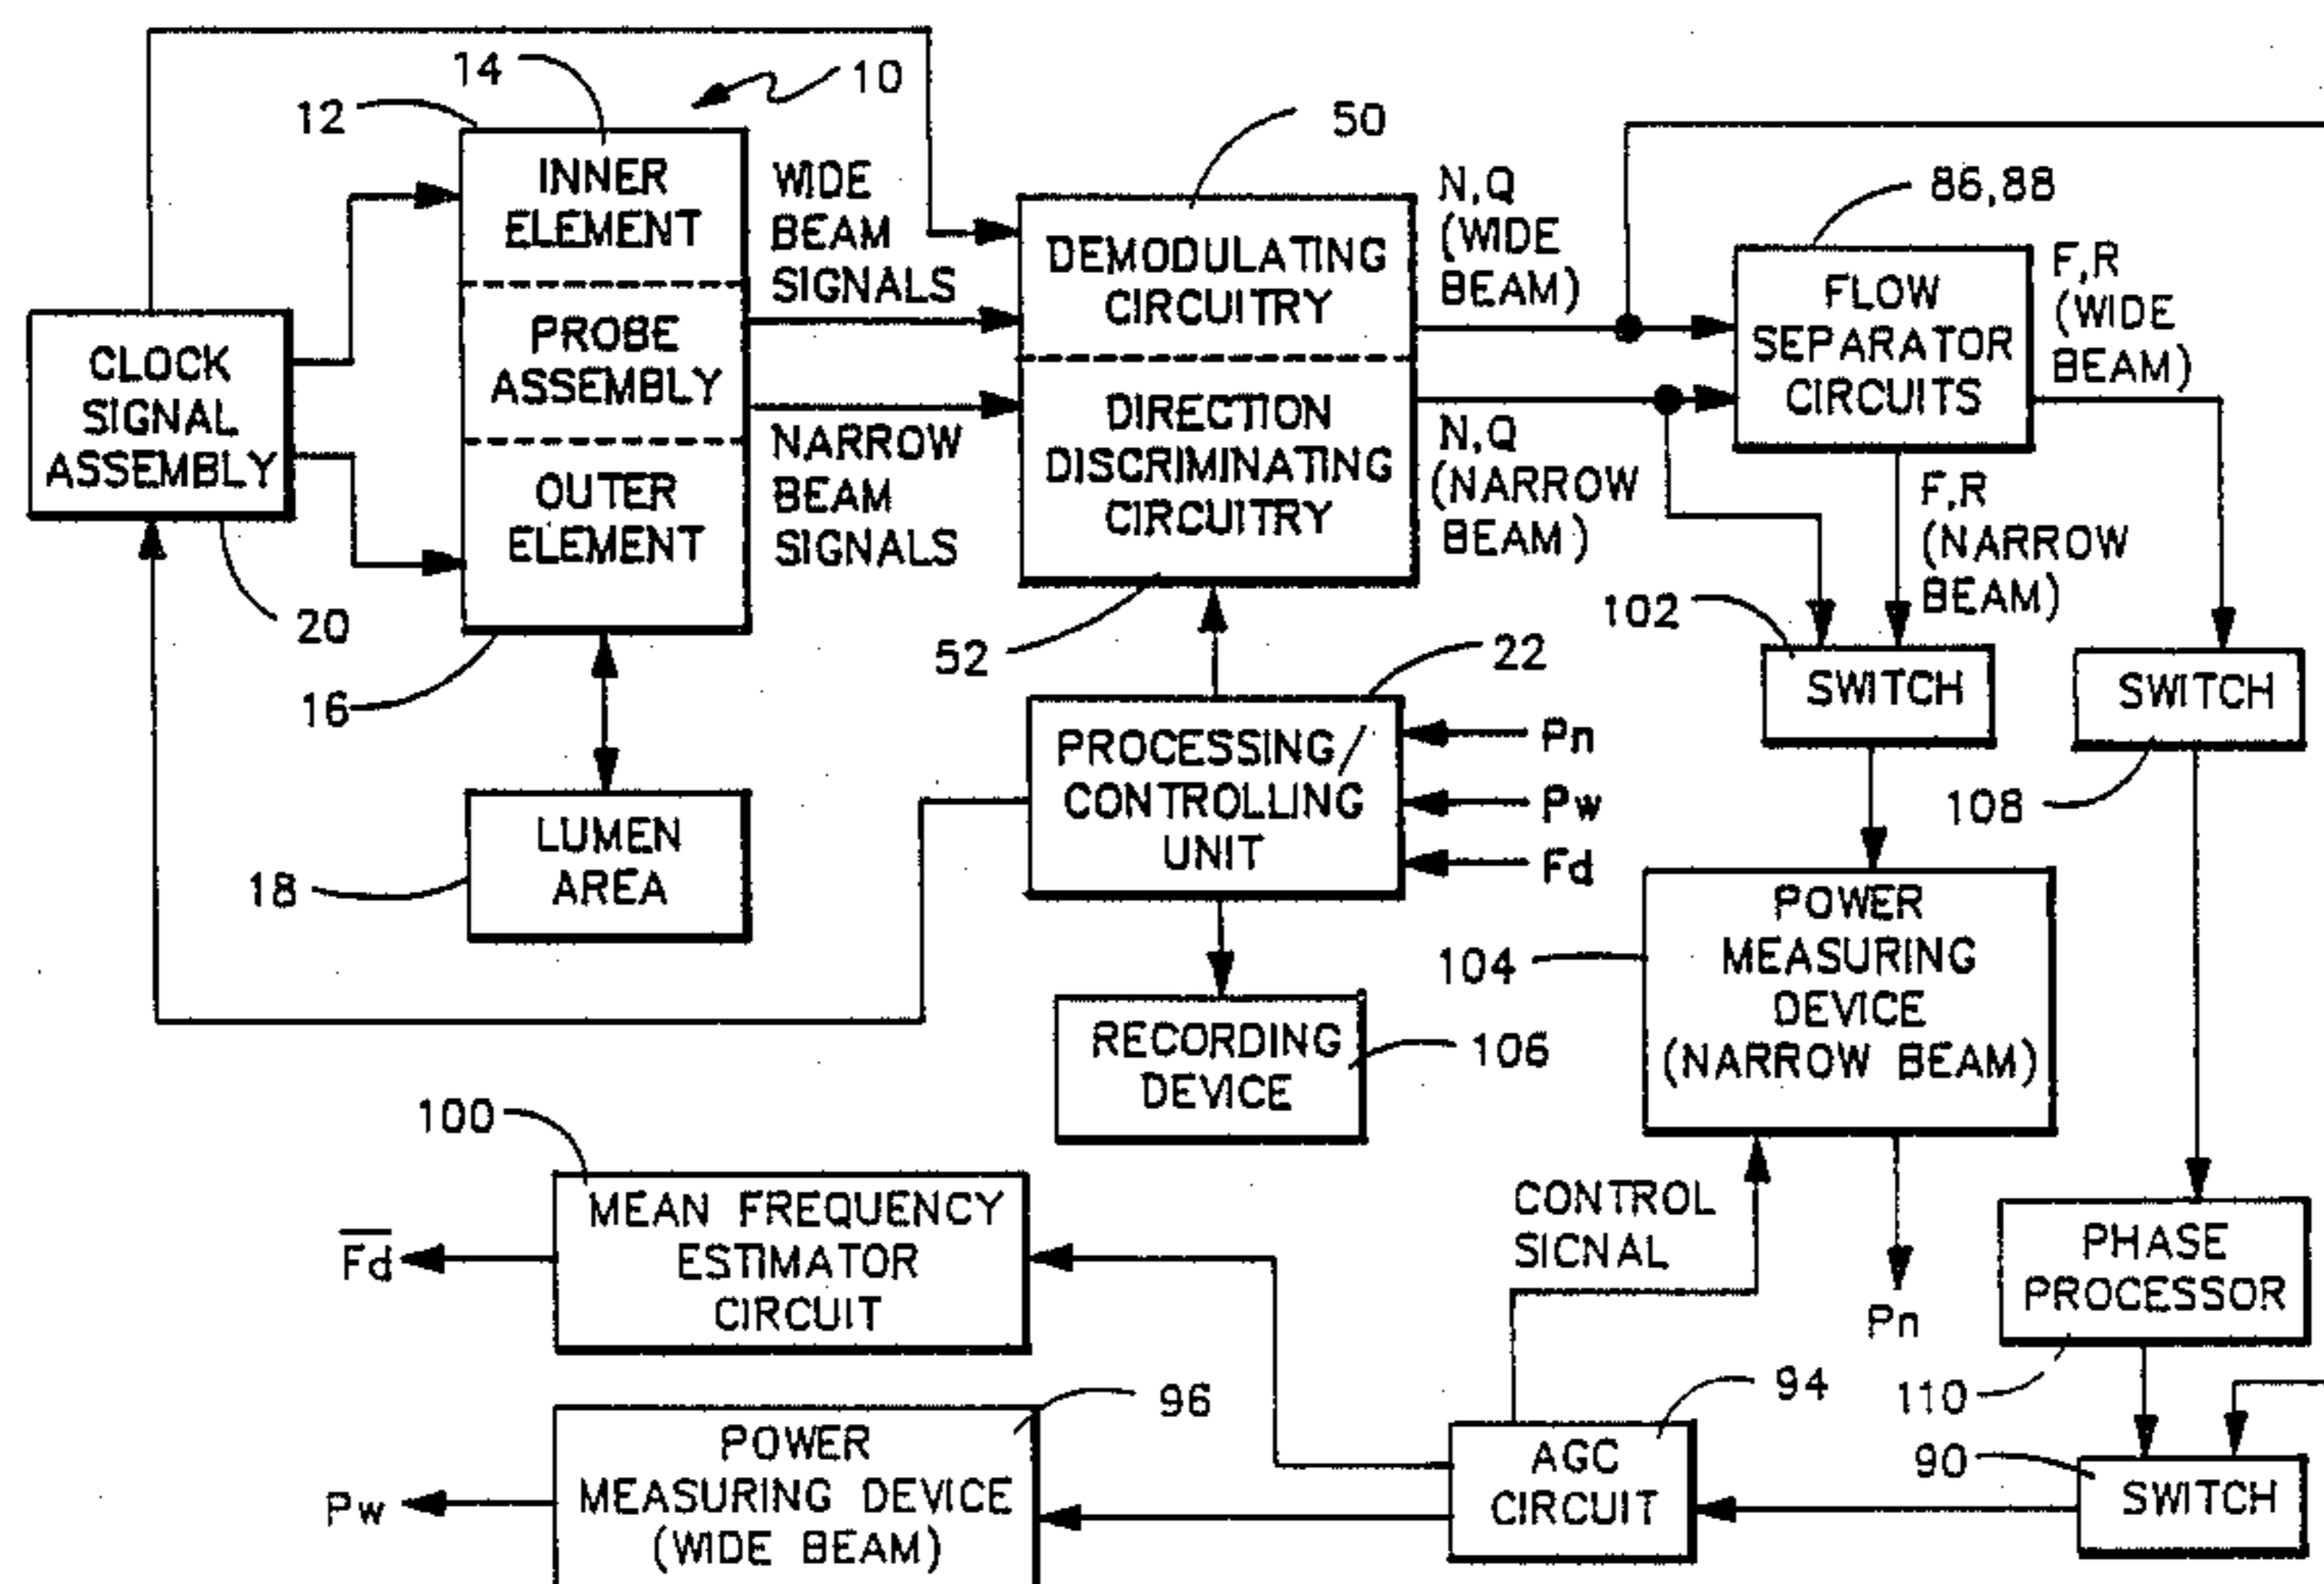 14
10
12
50
INNER
ELEMENT
WIDE
BEAM
SIGNALS
N,Q
(WIDE
BEAM)
86,88
DEMODULATING
CIRCUITRY
FLOW
SEPARATOR
CIRCUITS
F,R
(WIDE
BEAM)
CLOCK
SIGNAL
ASSEMBLY
PROBE
ASSEMBLY
NARROW
BEAM
SIGNALS
DIRECTION
DISCRIMINATING
CIRCUITRY
N,Q
(NARROW
BEAM)
F,R
(NARROW
BEAM)
OUTER
ELEMENT
20
16
52
22
102
SWITCH
SWITCH
108
PROCESSING/
CONTROLLING
UNIT
Pn
Pw
Fd
LUMEN
AREA
18
POWER
MEASURING
DEVICE
(NARROW BEAM)
104
RECORDING
DEVICE
106
100
MEAN FREQUENCY
ESTIMATOR
CIRCUIT
Fd
CONTROL
SICNAL
Pn
PHASE
PROCESSOR
110
96
94
POWER
MEASURING DEVICE
(WIDE BEAM)
Pw
AGC
CIRCUIT
90
SWITCH